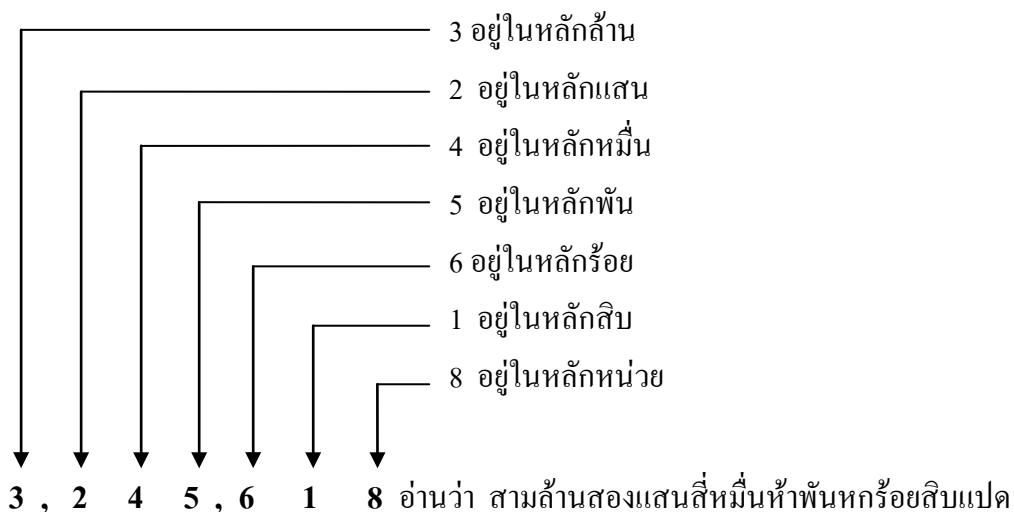 3 อยู่ในหลักล้าน
2 อยู่ในหลักแสน
4 อยู่ในหลักหมื่น
5 อยู่ในหลักพัน
6 อยู่ในหลักร้อย
1 อยู่ในหลักสิบ
8 อยู่ในหลักหน่วย
3 , 2 4 5 , 6 1 8 อ่านว่า สามล้านสองแสนสี่หมื่นห้าพันหกร้อยสิบแปด